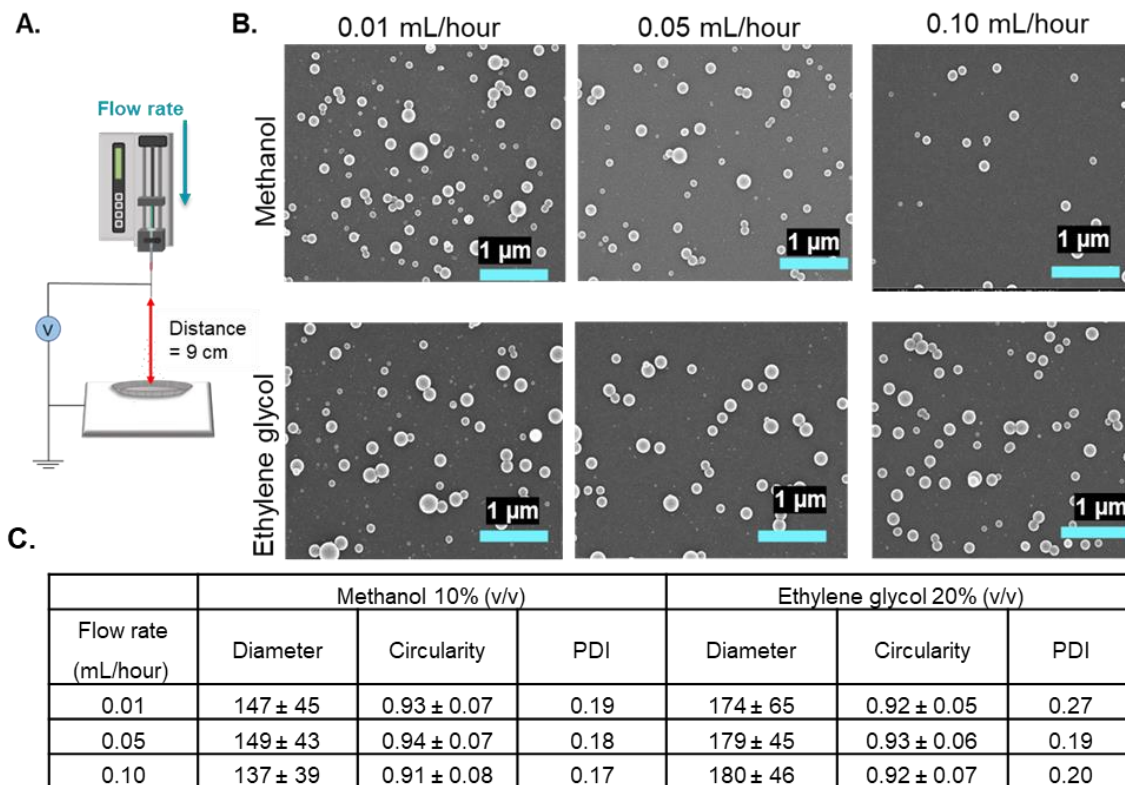 A.
Flow rate
V
Distance
= 9 cm
B.
0.01 mL/hour
0.05 mL/hour
0.10 mL/hour
Methanol
1 µm
1 µm
1 µm
Ethylene glycol
1 µm
1 µm
1 µm
C.
Methanol 10% (v/v) Ethylene glycol 20% (v/v)
Flow rate
(mL/hour) Diameter Circularity PDI Diameter Circularity PDI
0.01 147 ± 45 0.93 ± 0.07 0.19 174 ± 65 0.92 ± 0.05 0.27
0.05 149 ± 43 0.94 ± 0.07 0.18 179 ± 45 0.93 ± 0.06 0.19
0.10 137 ± 39 0.91 ± 0.08 0.17 180 ± 46 0.92 ± 0.07 0.20